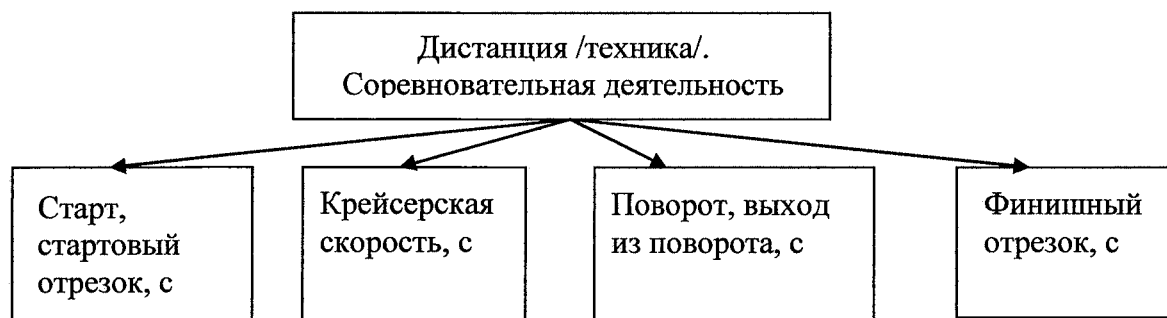 Дистанция /техника/.
Соревновательная деятельность
Старт,
стартовый
отрезок, с
Крейсерская
скорость, с
Поворот, выход
из поворота, с
Финишный
отрезок, с